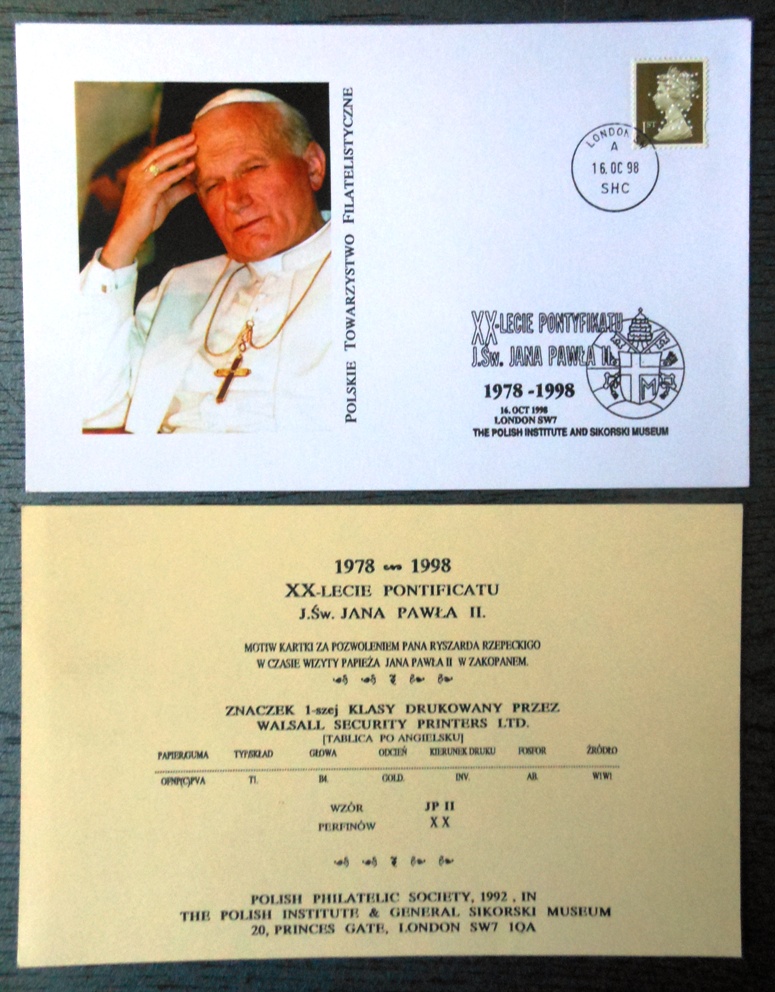 POLSKIE TOWARZYSTWO FILATELISTYCZNE
1ST
LONDON
A
16. OC 98
SHC
XX-LECIE PONTYFIKATU
J.Św. JANA PAWŁA II.
1978 -1998
16. OCT 1998
LONDON SW7
THE POLISH INSTITUTE AND SIKORSKI MUSEUM
1978 1998
XX-LECIE PONTIFICATU
J.Św. JANA PAWŁA II.
MOTIW KARTKI ZA POZWOLENIEM PANA RYSZARDA RZEPECKIGO
W CZASIE WIZYTY PAPIEŻA JANA PAWŁA II W ZAKOPANEM.
ZNACZEK 1-szej KLASY DRUKOWANY PRZEZ
WALSALL SECURITY PRINTERS LTD.
[TABLICA PO ANGIELSKU]
PAPIER/GUMA TYP/SKŁAD GŁOWA ODCIEŃ KIERUNEK DRUKU FOSFOR ŹRÓDŁO
OFNP(C)PVA T1. B4. GOLD. INV. AB. W1W1
WZÓR JP II
PERFINÓW X X
POLISH PHILATELIC SOCIETY, 1992 , IN
THE POLISH INSTITUTE & GENERAL SIKORSKI MUSEUM
20, PRINCES GATE, LONDON SW7 1QA